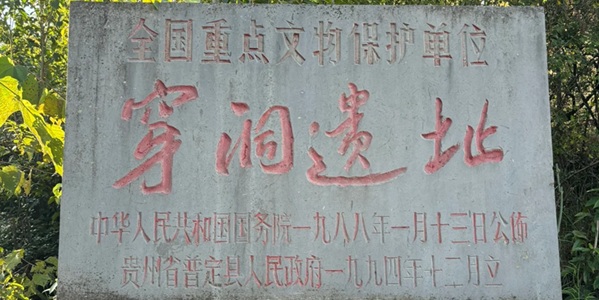 全国重点文物保护单位
穿洞遗址
中华人民共和国国务院一九八八年一月十三日公佈
贵州省普定县人民政府一九九四年十二月立